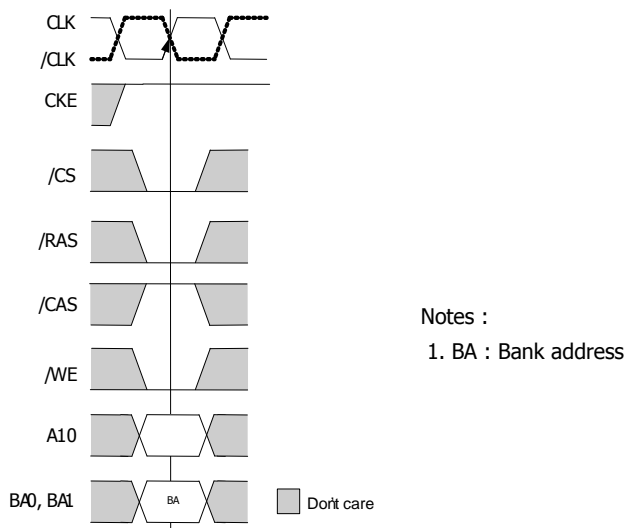 CLK
/CLK
CKE
/CS
/RAS
/CAS
/WE
A10
BA0, BA1
BA
Don't care
Notes :
1. BA : Bank address